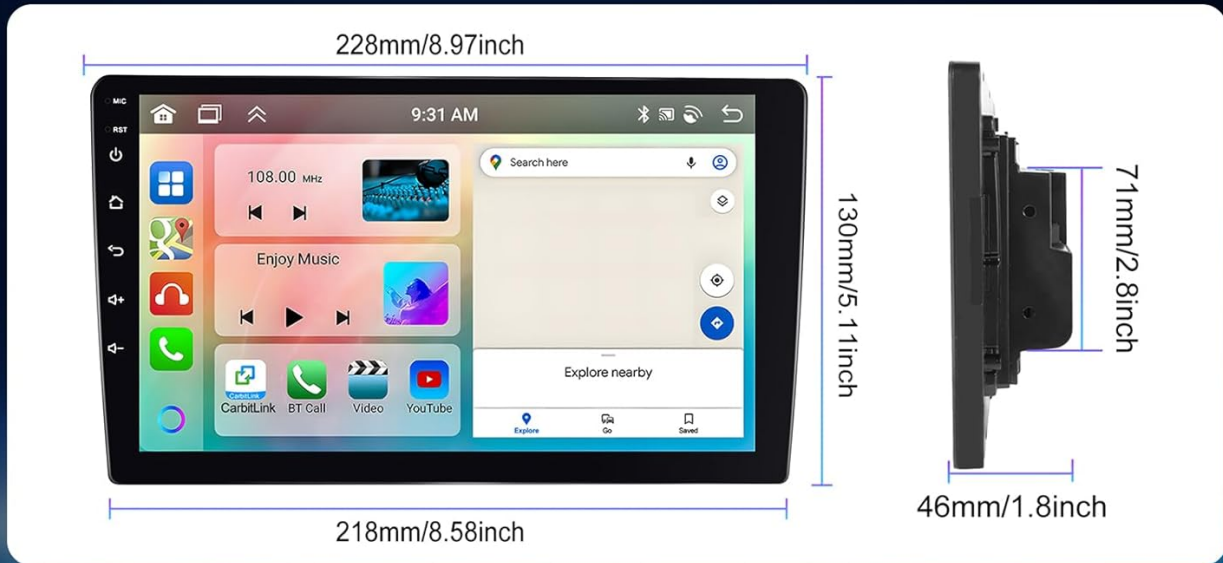 228mm/8.97inch
MIC
RST
9:31 AM
108.00 MHz
Search here
Enjoy Music
Explore nearby
CarbitLink
CarbitLink
BT Call
Video
YouTube
Explore
Go
Saved
130mm/5.11inch
218mm/8.58inch
71mm/2.8inch
46mm/1.8inch